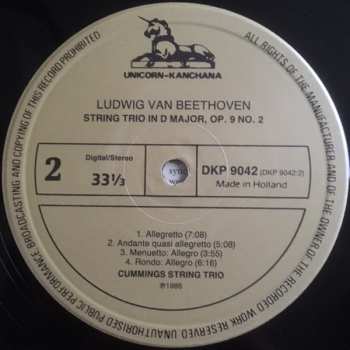 ALL RIGHTS OF THE MANUFACTURER AND OF THE OWNER OF THE RECORDED WORK RESERVED UNAUTHORISED PUBLIC PERFORMANCE BROADCASTING AND COPYING OF THIS RECORD PROHIBITED
UNICORN-KANCHANA
LUDWIG VAN BEETHOVEN
STRING TRIO IN D MAJOR, OP. 9 NO. 2
2
Digital/Stereo
33⅓
DKP 9042 (DKP 9042:2)
Made in Holland
1. Allegretto (7:08)
Andante quasi allegretto (5:08)
Menuetto: Allegro (3:55)
4. Rondo: Allegro (6:16)
CUMMINGS STRING TRIO